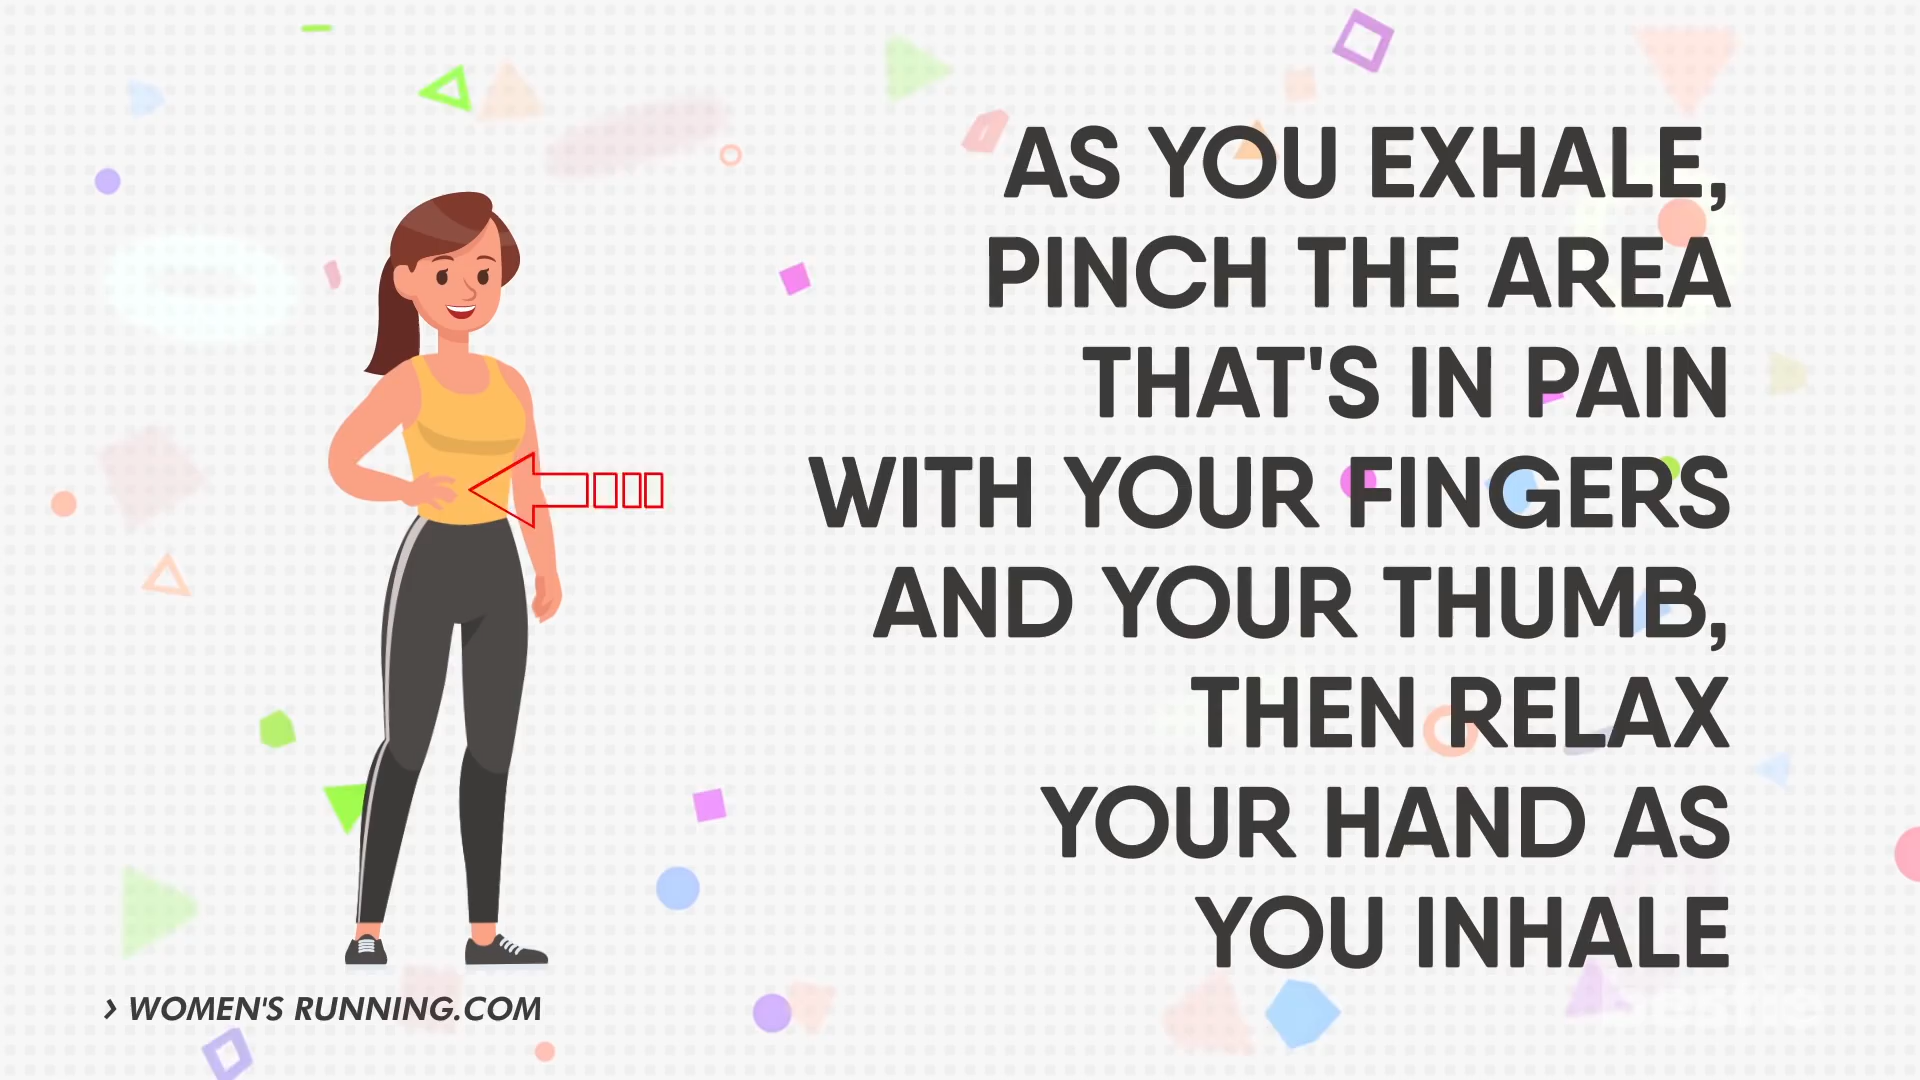 AS YOU EXHALE,
PINCH THE AREA
THAT'S IN PAIN
WITH YOUR FINGERS
AND YOUR THUMB,
THEN RELAX
YOUR HAND AS
YOU INHALE
› WOMEN'S RUNNING.COM